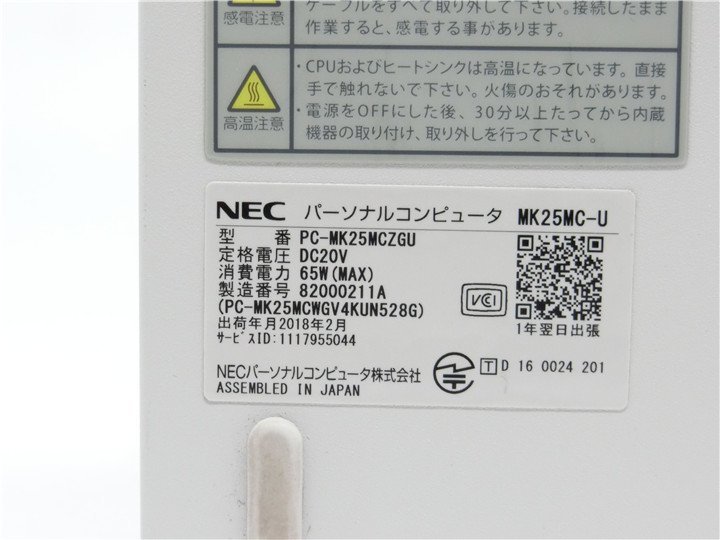 ケーブルをすべて取り外して下さい。接続したまま
感電注意
作業すると、感電する事があります。
・CPUおよびヒートシンクは高温になっています。直接
手で触れないで下さい。火傷のおそれがあります。
・電源をOFFにした後、30分以上たってから内蔵
高温注意
機器の取り付け、取り外しを行って下さい。
NEC パーソナルコンピュータ MK25MC-U
型 番 PC-MK25MCZGU
定格電圧 DC20V
消費電力 65W(MAX)
製造番号 82000211A
(PC-MK25MCWGV4KUN528G)
出荷年月2018年2月
サービスID:1117955044
VCI
1年翌日出張
NECパーソナルコンピュータ株式会社
ASSEMBLED IN JAPAN
T D 16 0024 201